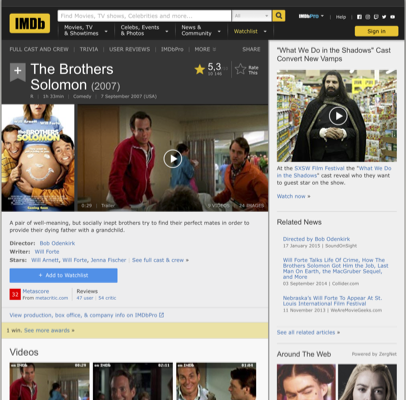 IMDb
Find Movies, TV shows, Celebrities and more...
All
IMDbPro
Help
Movies, TV
& Showtimes
Celebs, Events
& Photos
News &
Community
Watchlist
Sign in
FULL CAST AND CREW | TRIVIA | USER REVIEWS | IMDbPro | MORE
SHARE
The Brothers
Solomon (2007)
5,3
Rate
This
R | 1h 33min | Comedy | 7 September 2007 (USA)
0:29 | Trailer
9 VIDEOS | 24 IMAGES
A pair of well-meaning, but socially inept brothers try to find their perfect mates in order to
provide their dying father with a grandchild.
Director: Bob Odenkirk
Writer: Will Forte
Stars: Will Arnett, Will Forte, Jenna Fischer | See full cast & crew »
+ Add to Watchlist
32
Metascore
From metacritic.com
Reviews
47 user | 54 critic
View production, box office, & company info on IMDbPro
1 win. See more awards »
Videos
"What We Do in the Shadows" Cast
Convert New Vamps
At the SXSW Film Festival the "What We Do
in the Shadows" cast reveal who they want
to guest star on the show.
Watch now »
Related News
Directed by Bob Odenkirk
17 January 2015 | SoundOnSight
Will Forte Talks Life Of Crime, How The
Brothers Solomon Got Him the Job, Last
Man On Earth, the MacGruber Sequel,
and More
03 September 2014 | Collider.com
Nebraska's Will Forte To Appear At St.
Louis International Film Festival
11 November 2013 | WeAreMovieGeeks.com
See all related articles »
Around The Web
Powered by ZergNet